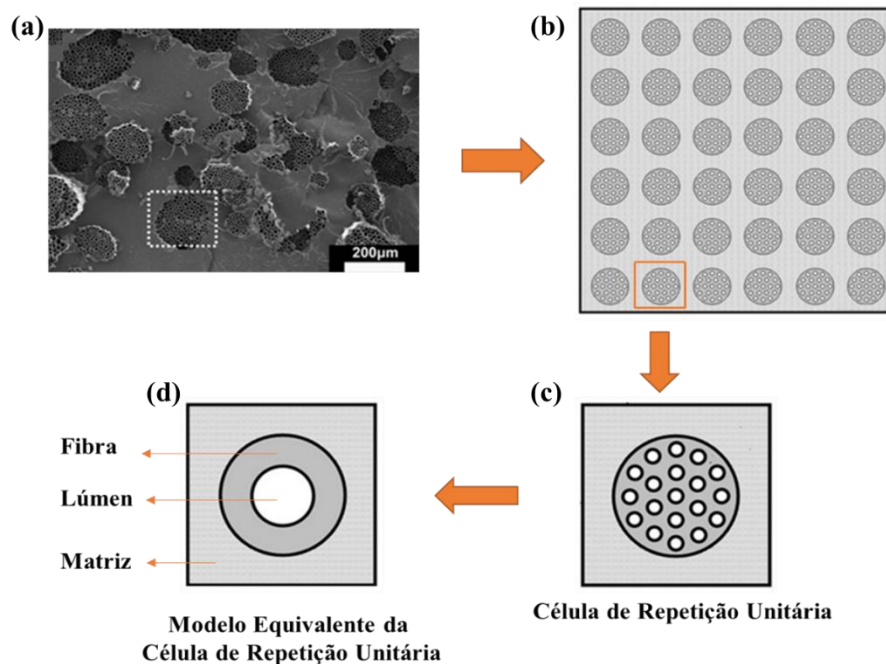 (a)
(b)
200μm
(d)
(c)
Fibra
Lúmen
Matriz
Célula de Repetição Unitária
Modelo Equivalente da
Célula de Repetição Unitária